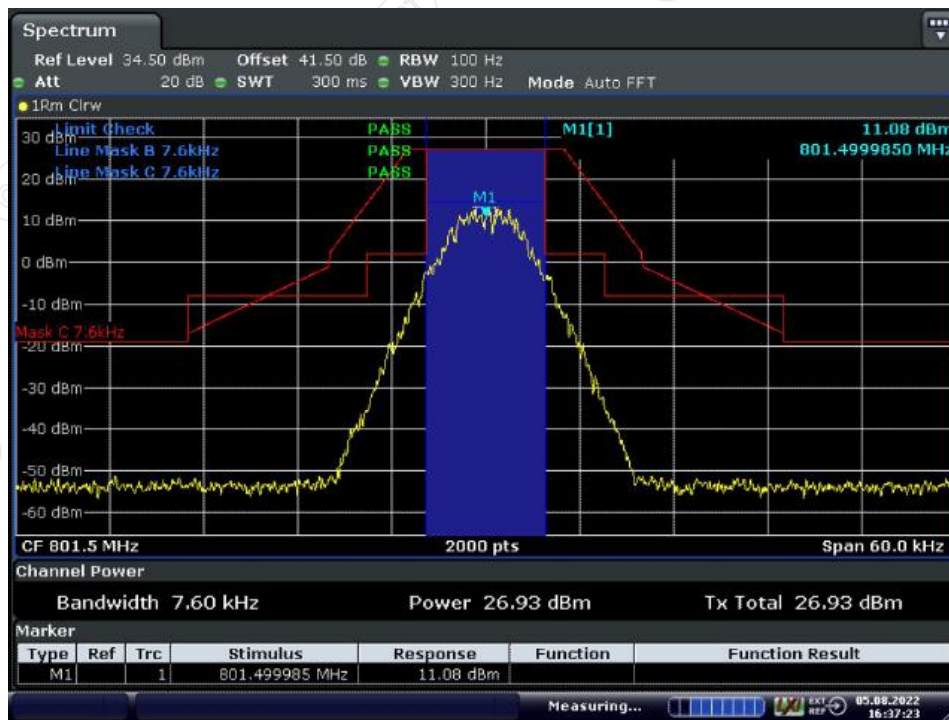 Spectrum
Ref Level 34.50 dBm Offset 41.50 dB RBW 100 Hz
Att 20 dB SWT 300 ms VBW 300 Hz Mode Auto FFT
1Rm Clrw
Limit Check PASS M1[1] 11.08 dBm
30 dBm
Line Mask B 7.6kHz PASS 801.4999850 MHz
Line Mask C 7.6kHz PASS
20 dBm
M1
10 dBm
0 dBm
-10 dBm
Mask C 7.6kHz
-20 dBm
-30 dBm
-40 dBm
-50 dBm
-60 dBm
CF 801.5 MHz 2000 pts Span 60.0 kHz
Channel Power
Bandwidth 7.60 kHz Power 26.93 dBm Tx Total 26.93 dBm
Marker
Type Ref Trc Stimulus Response Function Function Result
M1 1 801.499985 MHz 11.08 dBm
Measuring... LXI EXT REF 05.08.2022
16:37:23